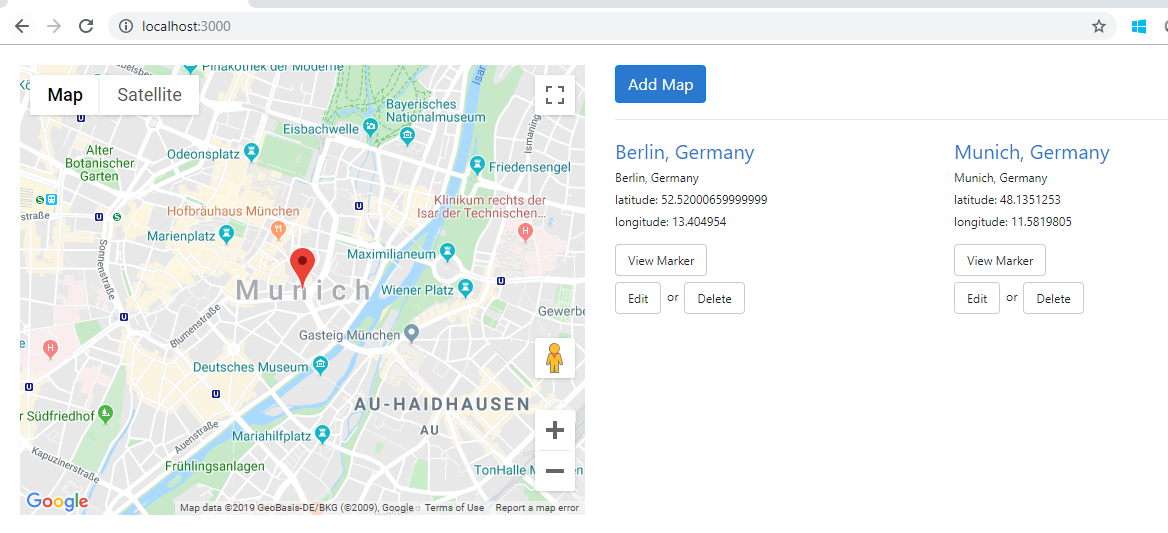 localhost:3000
Map
Satellite
Pinakothek der Moderne
Bayerisches
Nationalmuseum
Eisbachwelle
Isar
Ismaning
Alter
Botanischer
Garten
Odeonsplatz
Friedensengel
Klinikum rechts der
Isar der Technischen...
Hofbräuhaus München
Marienplatz
Sonnenstraße
Maximilianeum
Munich
Wiener Platz
Blumenstraße
Gasteig München
Gewerbe
Deutsches Museum
AU-HAIDHAUSEN
AU
r Südfriedhof
Auenstraße
Mariahilfplatz
Kapuzinerstraße
Frühlingsanlagen
TonHalle M
Google
Map data ©2019 GeoBasis-DE/BKG (©2009), Google
Terms of Use
Report a map error
Add Map
Berlin, Germany
Berlin, Germany
latitude: 52.52000659999999
longitude: 13.404954
View Marker
Edit or Delete
Munich, Germany
Munich, Germany
latitude: 48.1351253
longitude: 11.5819805
View Marker
Edit or Delete